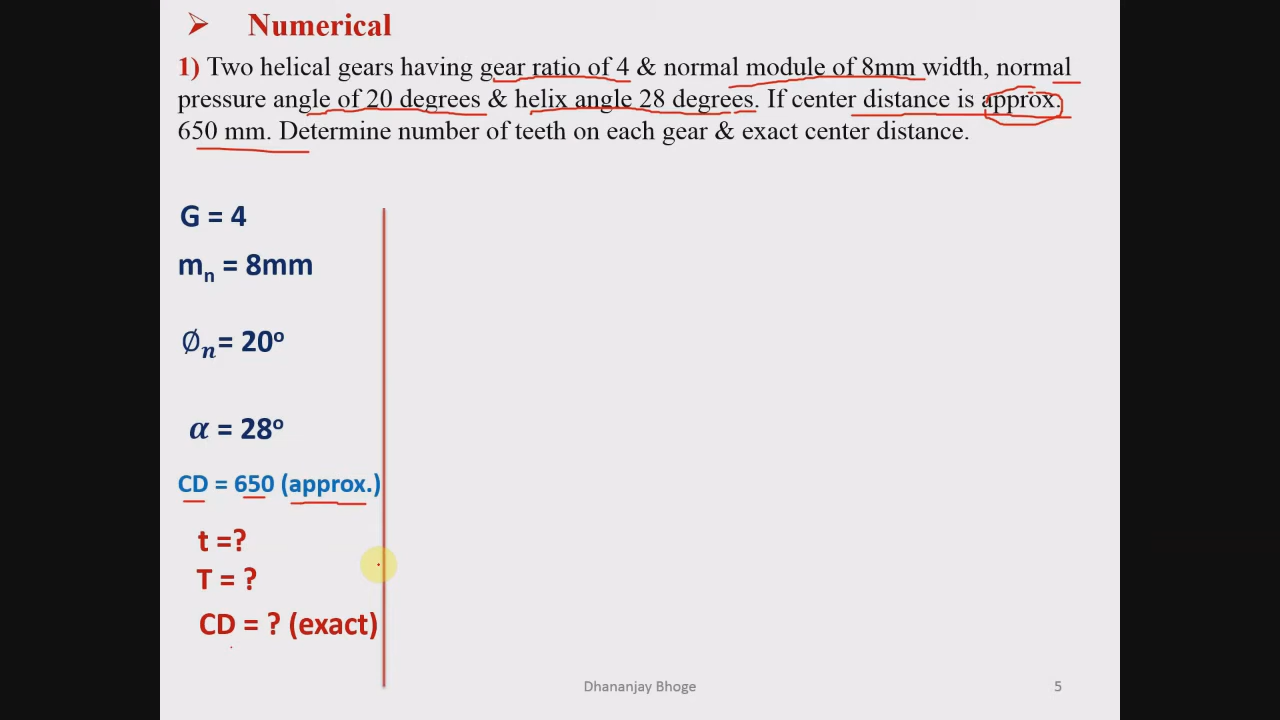 ➢ Numerical
1) Two helical gears having gear ratio of 4 & normal module of 8mm width, normal
pressure angle of 20 degrees & helix angle 28 degrees. If center distance is approx.
650 mm. Determine number of teeth on each gear & exact center distance.
G = 4
mₙ = 8mm
∅ₙ = 20°
α = 28°
CD = 650 (approx.)
t =?
T = ?
CD = ? (exact)
Dhananjay Bhoge
5